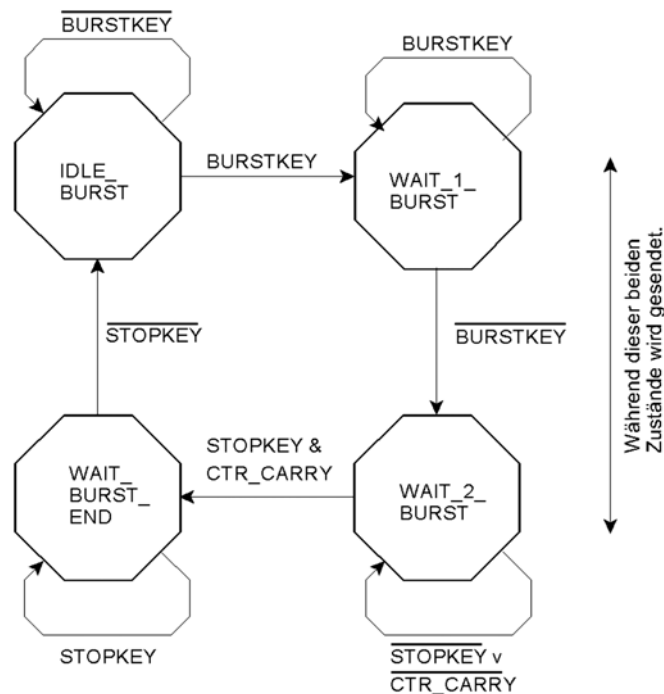 BURSTKEY
BURSTKEY
IDLE_
BURST
BURSTKEY
WAIT_1_
BURST
STOPKEY
BURSTKEY
WAIT_
BURST_
END
STOPKEY &
CTR_CARRY
WAIT_2_
BURST
STOPKEY
STOPKEY v
CTR_CARRY
Während dieser beiden
Zustände wird gesendet.